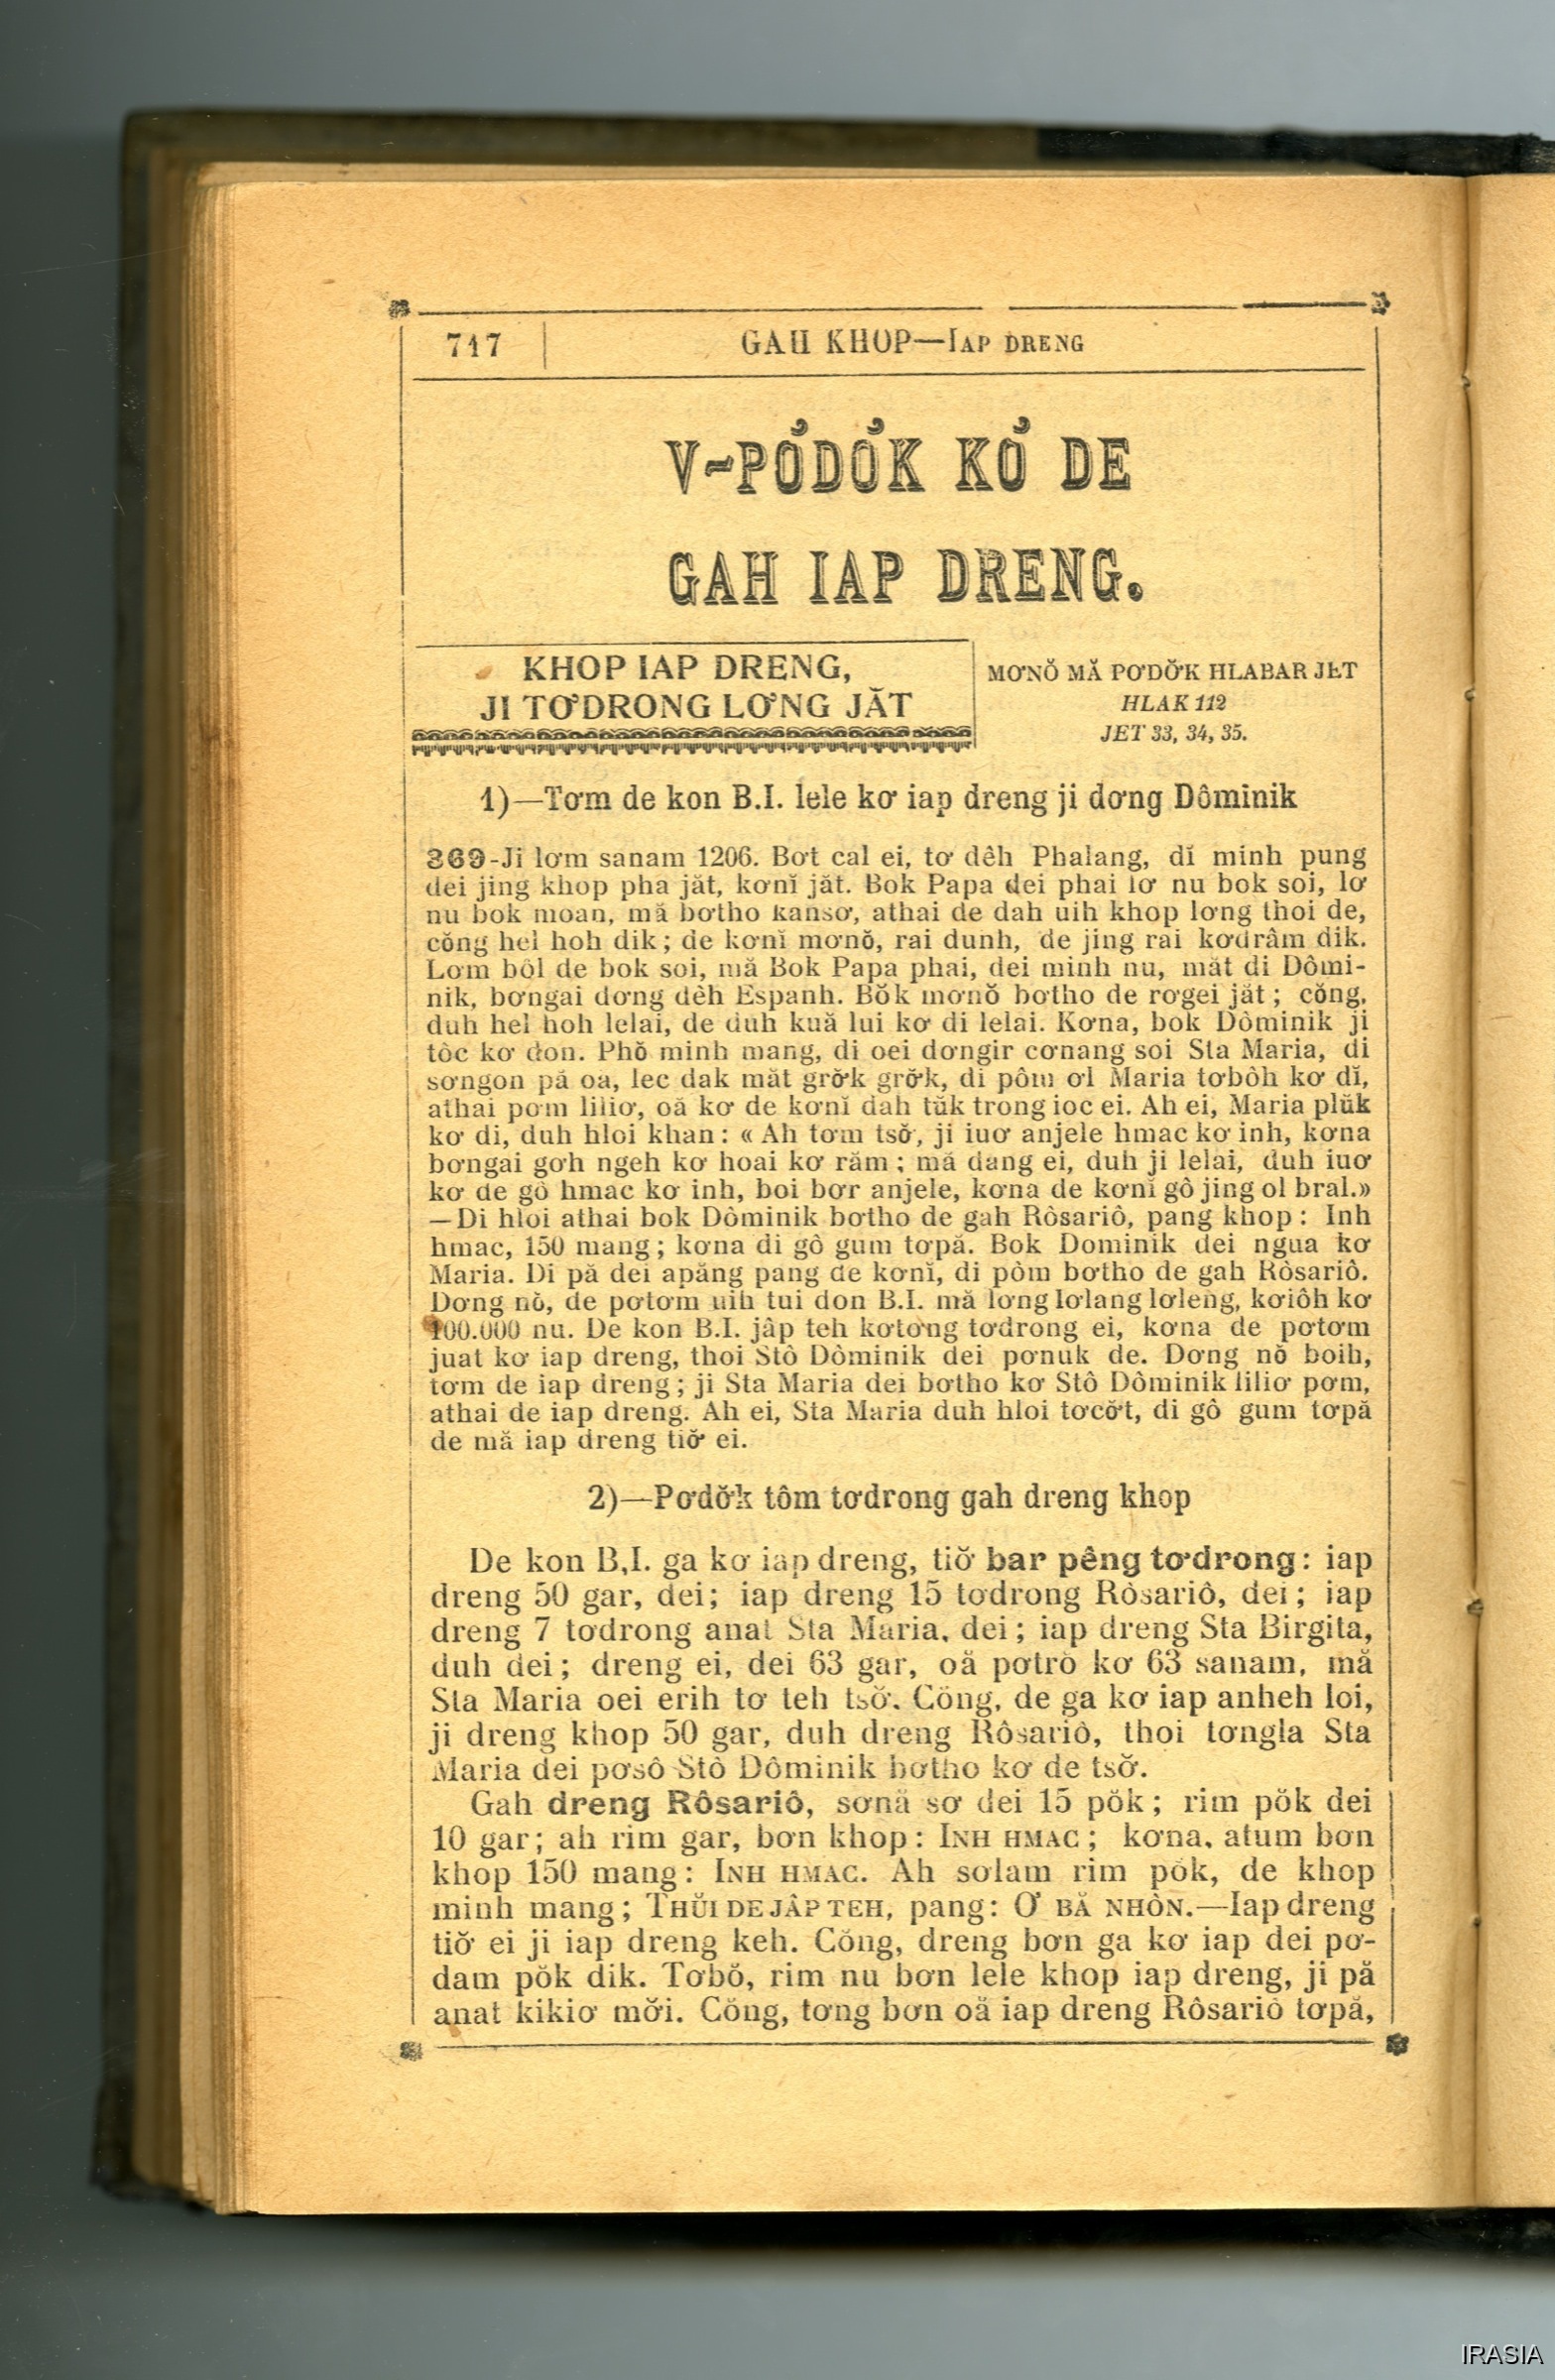 717
GAH KHOP—IAP DRENG
V-PƠDƠ̆K KƠ DE
GAH IAP DRENG.
KHOP IAP DRENG,
JI TƠDRONG LƠNG JĂT
MƠNŎ MĂ PƠDƠ̆K HLABAR JET
HLAK 112
JET 33, 34, 35.
1)—Tơm de kon B.I. lele kơ iap dreng ji dơng Dôminik
369-Ji lơm sanam 1206. Bơt cal ei, tơ dêh Phalang, dĭ minh pung
dei jing khop pha jăt, kơnĭ jăt. Bok Papa dei phai lơ nu bok soi, lơ
nu bok moan, mă bơtho kansơ, athai de dah uih khop lơng thoi de,
cŏng hel hoh dik; de kơnĭ mơnŏ, rai dunh, de jing rai kơdrâm dik.
Lơm bôl de bok soi, mă Bok Papa phai, dei minh nu, măt di Dômi-
nik, bơngai dơng dêh Espanh. Bŏk mơnŏ bơtho de rơgei jăt; cŏng,
duh hel hoh lelai, de duh kuă lui kơ di lelai. Kơna, bok Dôminik ji
tôc kơ don. Phŏ minh mang, di oei dơngir cơnang soi Sta Maria, di
sơngon pă oa, lec dak măt grơ̆k grơ̆k, di pôm ơl Maria tơbôh kơ dĭ,
athai pơm liliơ, oă kơ de kơnĭ dah tŭk trong ioc ei. Ah ei, Maria plŭk
kơ di, duh hloi khan: « Ah tơm tsơ̆, ji iuơ anjele hmac kơ inh, kơna
bơngai gơh ngeh kơ hoai kơ răm; mă dang ei, duh ji lelai, duh iuơ
kơ de gô hmac kơ inh, boi bơr anjele, kơna de kơnĭ gô jing ol bral.»
—Di hloi athai bok Dôminik bơtho de gah Rôsariô, pang khop: Inh
hmac, 150 mang; kơna di gô gum tơpă. Bok Dominik dei ngua kơ
Maria. Di pă dei apăng pang de kơnĭ, di pôm bơtho de gah Rôsariô.
Dơng nŏ, de pơtơm uih tui don B.I. mă lơng lơlang lơleng, kơiôh kơ
100.000 nu. De kon B.I. jâp teh kơtơng tơdrong ei, kơna de pơtơm
juat kơ iap dreng, thoi Stô Dôminik dei pơnuk de. Dơng nŏ boih,
tơm de iap dreng; ji Sta Maria dei bơtho kơ Stô Dôminik liliơ pơm,
athai de iap dreng. Ah ei, Sta Maria duh hloi tơcơ̆t, di gô gum tơpă
de mă iap dreng tiơ̆ ei.
2)—Pơdơ̆k tôm tơdrong gah dreng khop
De kon B,I. ga kơ iap dreng, tiơ̆ bar pêng tơdrong: iap
dreng 50 gar, dei; iap dreng 15 tơdrong Rôsariô, dei; iap
dreng 7 tơdrong anat Sta Maria, dei; iap dreng Sta Birgita,
duh dei; dreng ei, dei 63 gar, oă pơtrŏ kơ 63 sanam, mă
Sta Maria oei erih tơ teh tsơ̆. Cŏng, de ga kơ iap anheh loi,
ji dreng khop 50 gar, duh dreng Rôsariô, thoi tơngla Sta
Maria dei pơsô Stô Dôminik bơtho kơ de tsơ̆.
Gah dreng Rôsariô, sơnă sơ dei 15 pŏk; rim pŏk dei
10 gar; ah rim gar, bơn khop: INH HMAC; kơna, atum bơn
khop 150 mang: INH HMAC. Ah sơlam rim pŏk, de khop
minh mang; THŬI DE JÂP TEH, pang: Ơ BĂ NHÔN.—Iap dreng
tiơ̆ ei ji iap dreng keh. Cŏng, dreng bơn ga kơ iap dei pơ-
dam pŏk dik. Tơbŏ, rim nu bơn lele khop iap dreng, ji pă
anat kikiơ mơ̆i. Cŏng, tơng bơn oă iap dreng Rôsariô tơpă,
IRASIA